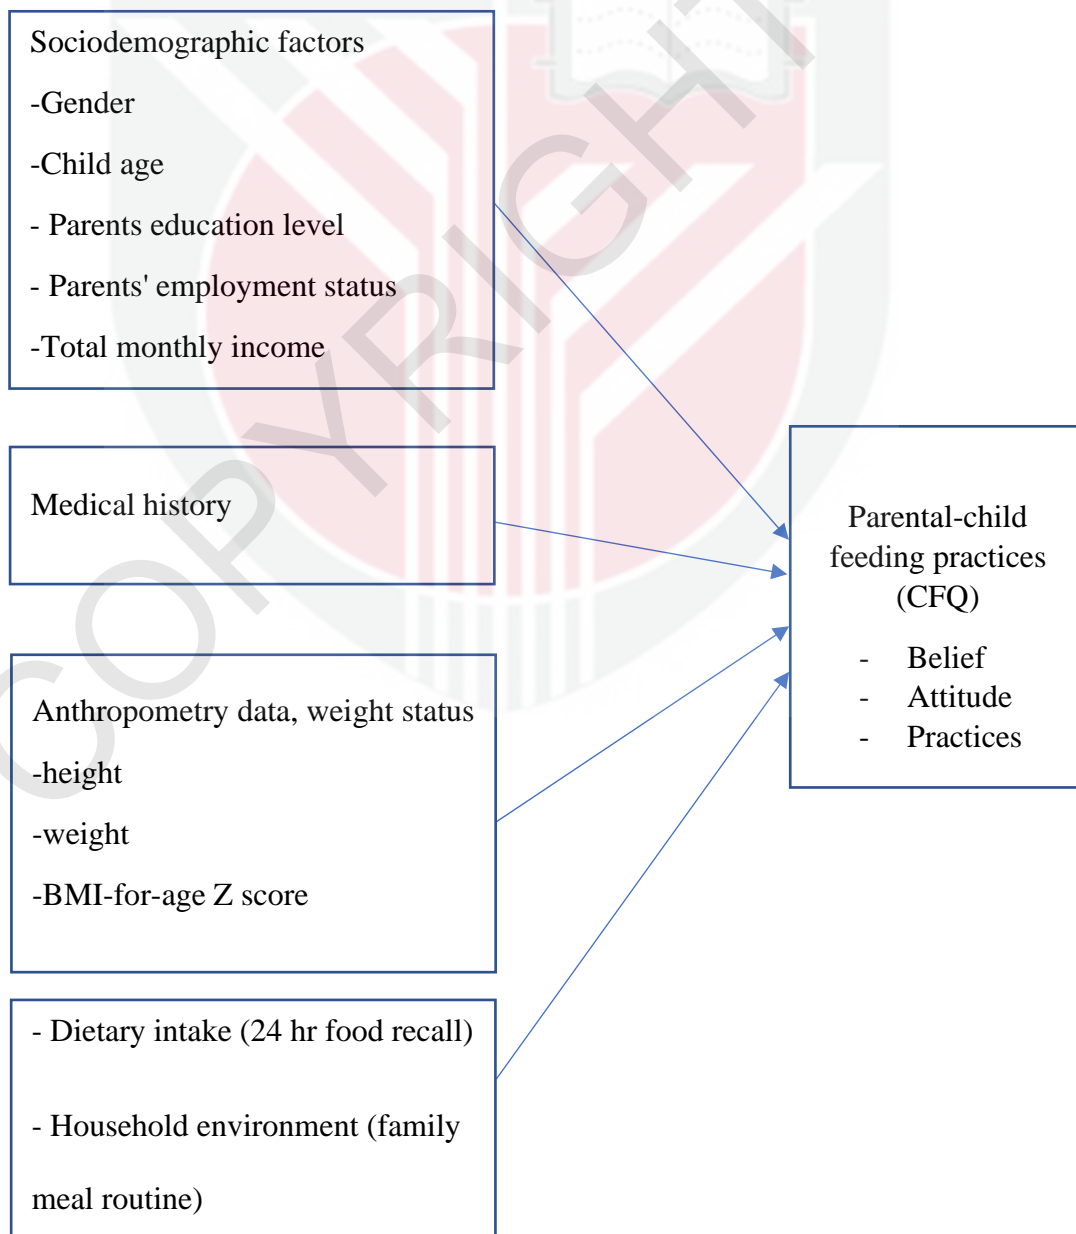 Sociodemographic factors
-Gender
-Child age
- Parents education level
- Parents' employment status
-Total monthly income
Medical history
Anthropometry data, weight status
-height
-weight
-BMI-for-age Z score
- Dietary intake (24 hr food recall)
- Household environment (family
meal routine)
Parental-child
feeding practices
(CFQ)
- Belief
- Attitude
- Practices
COPYRIGHT